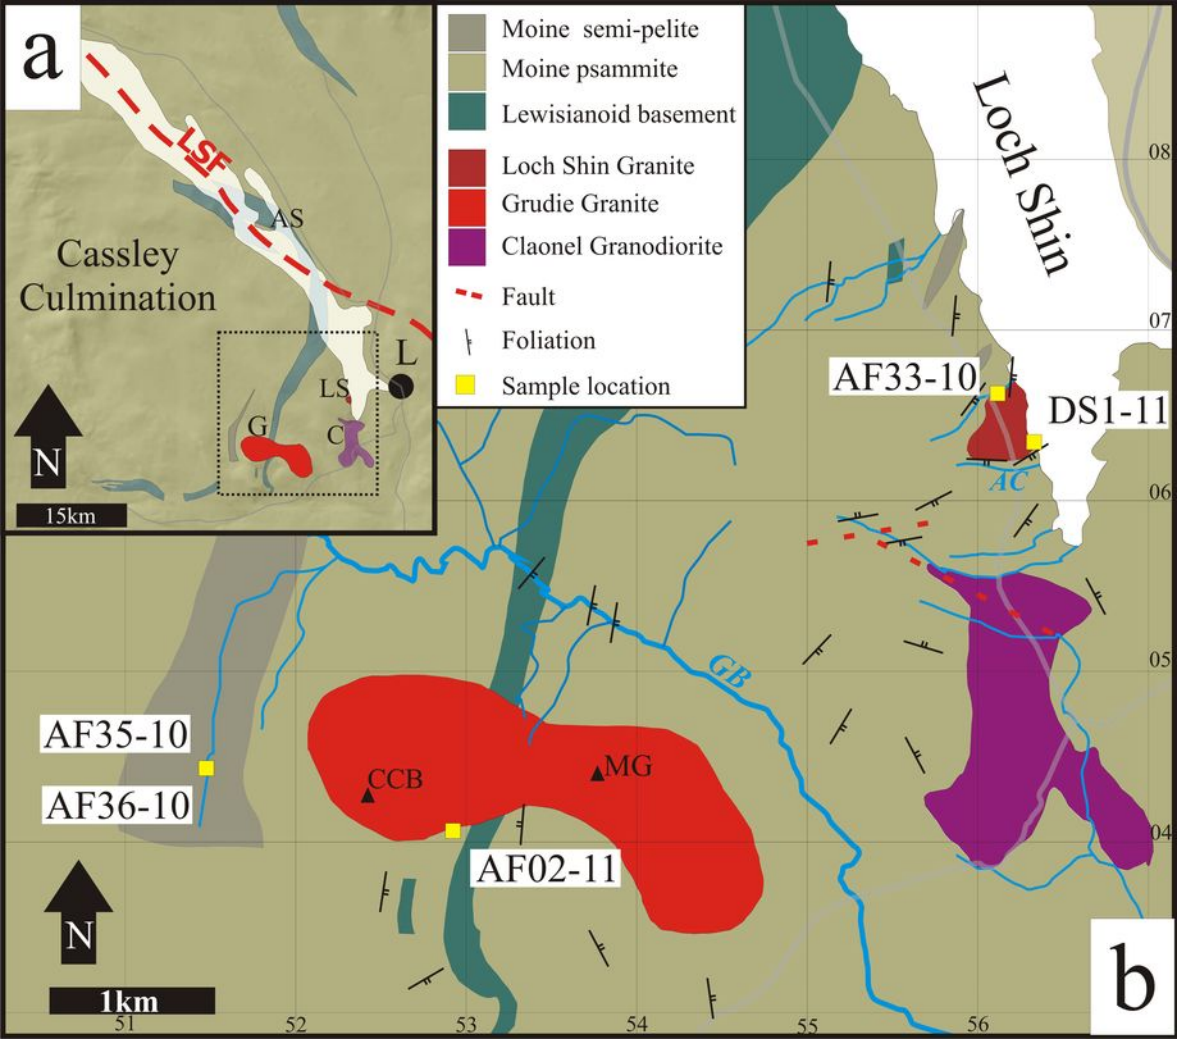 a
LSF
AS
Cassley
Culmination
L
LS
G
C
N
15km
Moine semi-pelite
Moine psammite
Lewisianoid basement
Loch Shin Granite
Grudie Granite
Claonel Granodiorite
Fault
Foliation
Sample location
Loch Shin
08
07
AF33-10
DS1-11
AC
06
GB
05
AF35-10
AF36-10
CCB
MG
AF02-11
04
N
1km
b
51
52
53
54
55
56